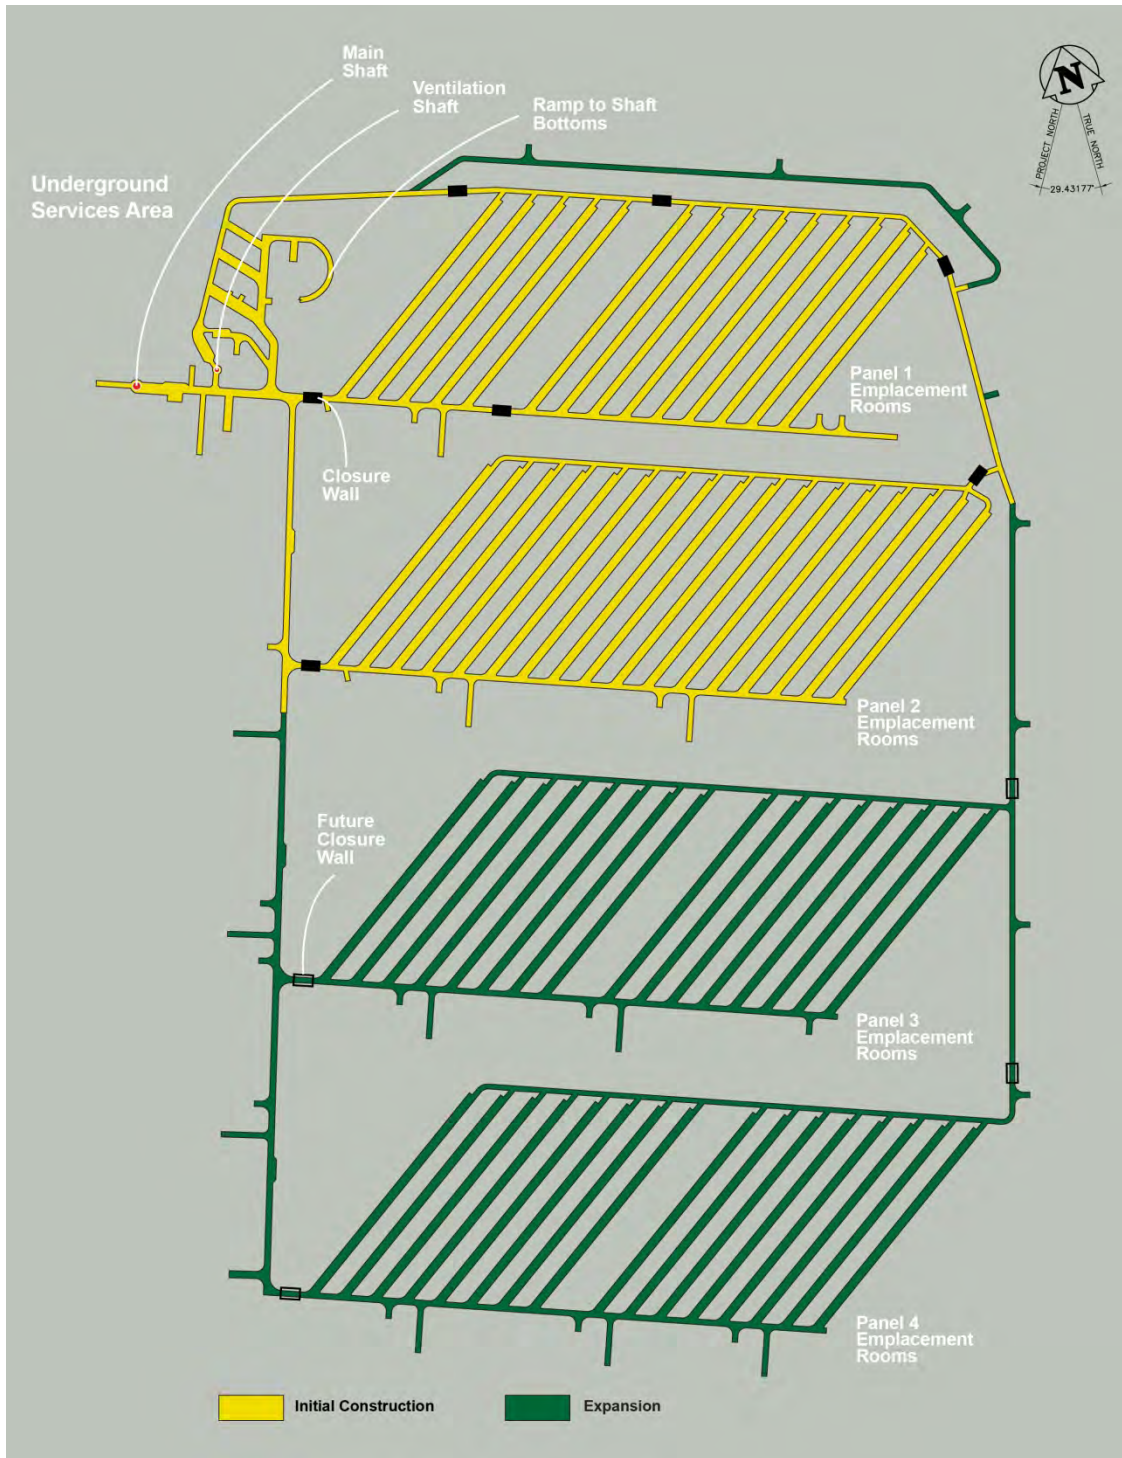 Main
Shaft
Ventilation
Shaft
Ramp to Shaft
Bottoms
N
PROJECT NORTH
TRUE NORTH
29.43177°
Underground
Services Area
Panel 1
Emplacement
Rooms
Closure
Wall
Panel 2
Emplacement
Rooms
Future
Closure
Wall
Panel 3
Emplacement
Rooms
Panel 4
Emplacement
Rooms
Initial Construction
Expansion